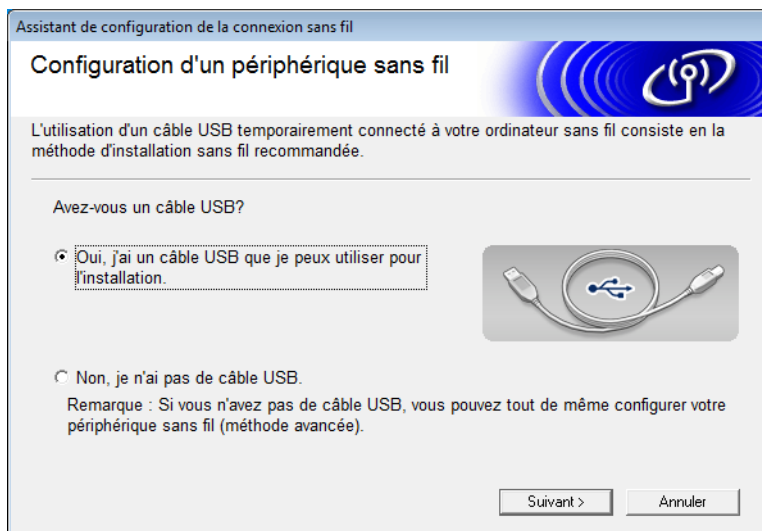 Assistant de configuration de la connexion sans fil
Configuration d'un périphérique sans fil
L'utilisation d'un câble USB temporairement connecté à votre ordinateur sans fil consiste en la
méthode d'installation sans fil recommandée.
Avez-vous un câble USB?
Oui, j'ai un câble USB que je peux utiliser pour
l'installation.
Non, je n'ai pas de câble USB.
Remarque : Si vous n'avez pas de câble USB, vous pouvez tout de même configurer votre
périphérique sans fil (méthode avancée).
Suivant > Annuler